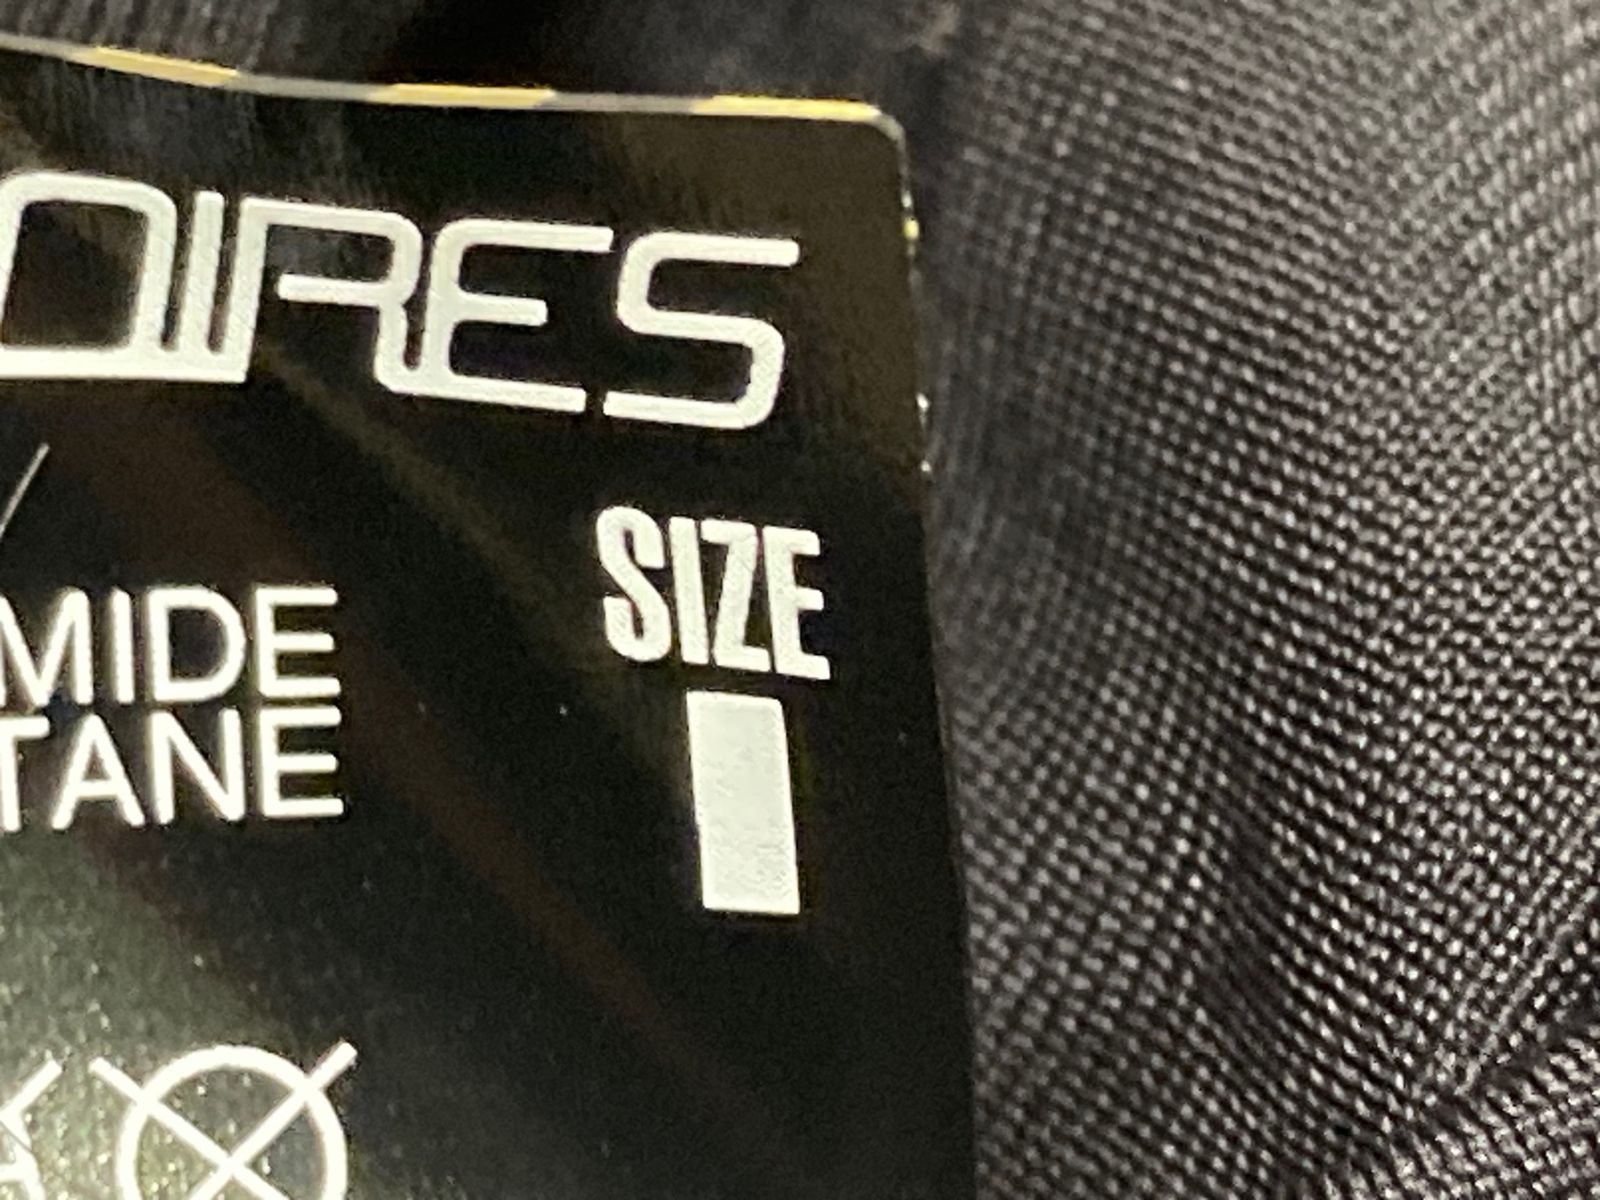 OIRES
SIZE
I
MIDE
TANE